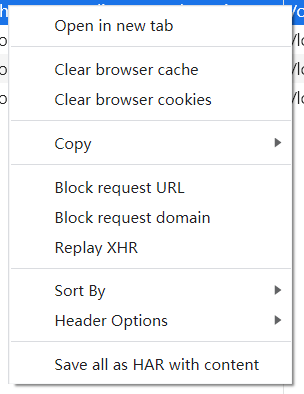 Open in new tab
Clear browser cache
Clear browser cookies
Copy
Block request URL
Block request domain
Replay XHR
Sort By
Header Options
Save all as HAR with content